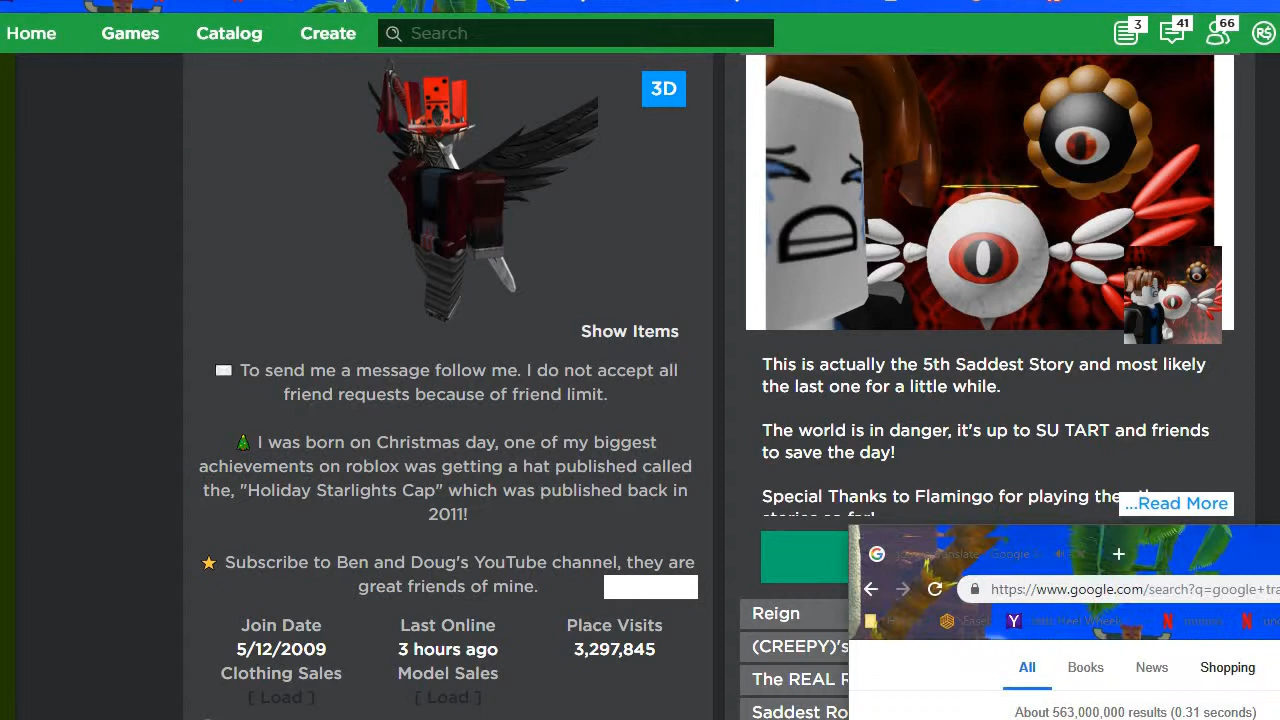 Home Games Catalog Create Search 3 41 66 R$
3D
Show Items
To send me a message follow me. I do not accept all
friend requests because of friend limit.
I was born on Christmas day, one of my biggest
achievements on roblox was getting a hat published called
the, "Holiday Starlights Cap" which was published back in
2011!
Subscribe to Ben and Doug's YouTube channel, they are
great friends of mine.
Join Date Last Online Place Visits
5/12/2009 3 hours ago 3,297,845
Clothing Sales Model Sales
[ Load ] [ Load ]
This is actually the 5th Saddest Story and most likely
the last one for a little while.
The world is in danger, it's up to SU TART and friends
to save the day!
Special Thanks to Flamingo for playing the
...Read More
stories so far!
Reign
(CREEPY)'s
The REAL R
Saddest Ro
Translate - Google
https://www.google.com/search?q=google+tra
Easel Heel Wheels
All Books News Shopping
About 563,000,000 results (0.31 seconds)